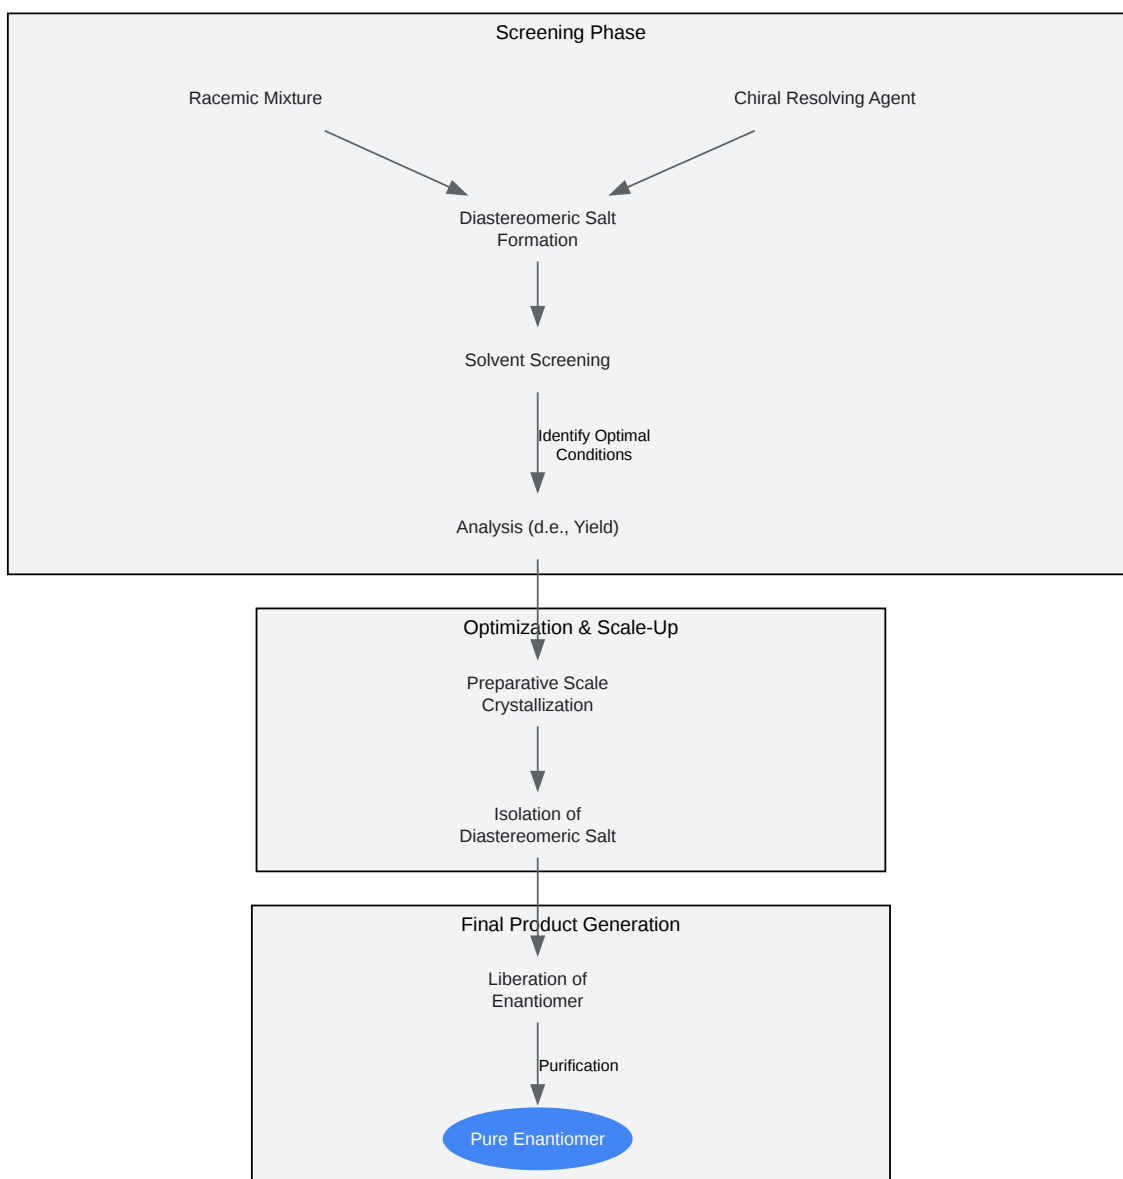 Screening Phase
Racemic Mixture
Chiral Resolving Agent
Diastereomeric Salt
Formation
Solvent Screening
Identify Optimal
Conditions
Analysis (d.e., Yield)
Optimization & Scale-Up
Preparative Scale
Crystallization
Isolation of
Diastereomeric Salt
Final Product Generation
Liberation of
Enantiomer
Purification
Pure Enantiomer